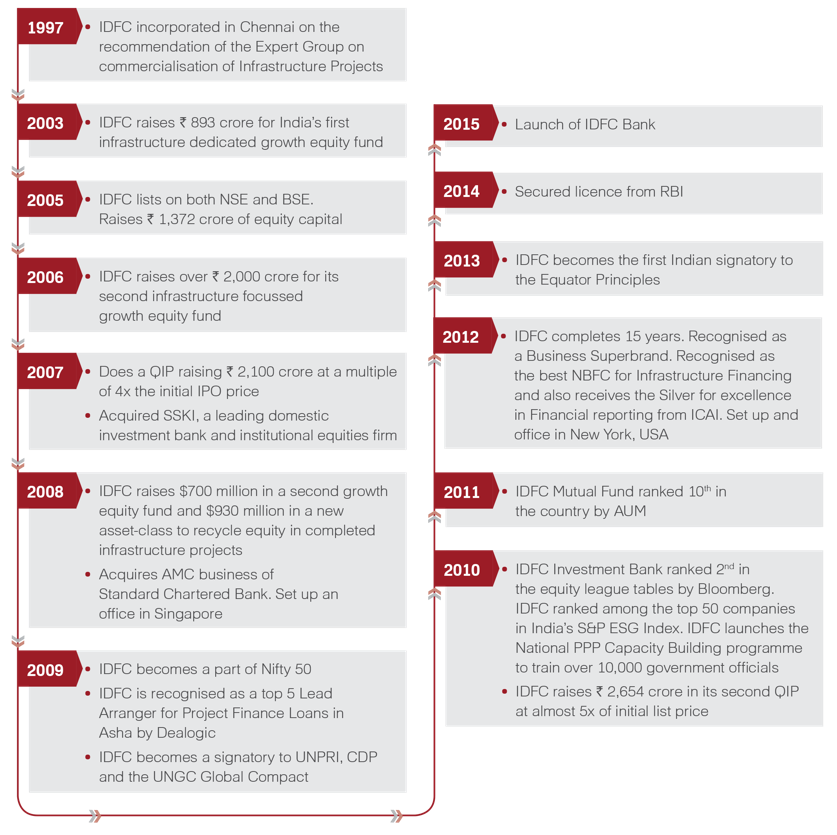 1997
• IDFC incorporated in Chennai on the
recommendation of the Expert Group on
commercialisation of Infrastructure Projects
2003
• IDFC raises ₹ 893 crore for India's first
infrastructure dedicated growth equity fund
2005
• IDFC lists on both NSE and BSE.
Raises ₹ 1,372 crore of equity capital
2006
• IDFC raises over ₹ 2,000 crore for its
second infrastructure focussed
growth equity fund
2007
• Does a QIP raising ₹ 2,100 crore at a multiple
of 4x the initial IPO price
• Acquired SSKI, a leading domestic
investment bank and institutional equities firm
2008
• IDFC raises $700 million in a second growth
equity fund and $930 million in a new
asset-class to recycle equity in completed
infrastructure projects
• Acquires AMC business of
Standard Chartered Bank. Set up an
office in Singapore
2009
• IDFC becomes a part of Nifty 50
• IDFC is recognised as a top 5 Lead
Arranger for Project Finance Loans in
Asha by Dealogic
• IDFC becomes a signatory to UNPRI, CDP
and the UNGC Global Compact
2010
• IDFC Investment Bank ranked 2nd in
the equity league tables by Bloomberg.
IDFC ranked among the top 50 companies
in India's S&P ESG Index. IDFC launches the
National PPP Capacity Building programme
to train over 10,000 government officials
• IDFC raises ₹ 2,654 crore in its second QIP
at almost 5x of initial list price
2011
• IDFC Mutual Fund ranked 10th in
the country by AUM
2012
• IDFC completes 15 years. Recognised as
a Business Superbrand. Recognised as
the best NBFC for Infrastructure Financing
and also receives the Silver for excellence
in Financial reporting from ICAI. Set up and
office in New York, USA
2013
• IDFC becomes the first Indian signatory to
the Equator Principles
2014
• Secured licence from RBI
2015
• Launch of IDFC Bank